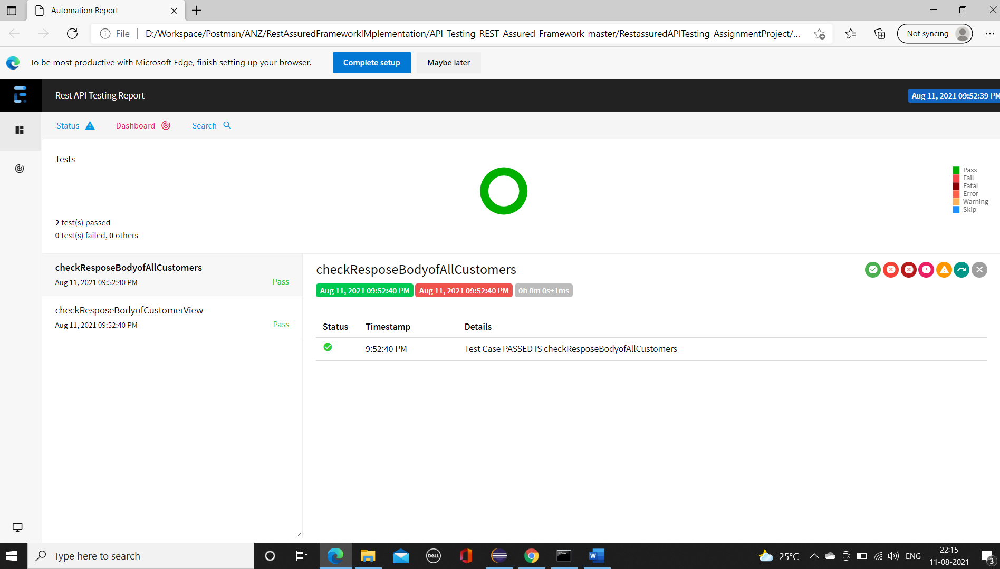 Automation Report
File
D:/Workspace/Postman/ANZ/RestAssuredFrameworkIMplementation/API-Testing-REST-Assured-Framework-master/RestassuredAPITesting_AssignmentProject/...
Not syncing
To be most productive with Microsoft Edge, finish setting up your browser.
Complete setup
Maybe later
Rest API Testing Report
Aug 11, 2021 09:52:39 PM
Status
Dashboard
Search
Tests
Pass
Fail
Fatal
Error
Warning
Skip
2 test(s) passed
0 test(s) failed, 0 others
checkResposeBodyofAllCustomers
Aug 11, 2021 09:52:40 PM
Pass
checkResposeBodyofCustomerView
Aug 11, 2021 09:52:40 PM
Pass
checkResposeBodyofAllCustomers
Aug 11, 2021 09:52:40 PM
Aug 11, 2021 09:52:40 PM
0h 0m 0s+1ms
Status Timestamp Details
9:52:40 PM Test Case PASSED IS checkResposeBodyofAllCustomers
Type here to search
DELL
W
25°C
ENG
22:15
11-08-2021
3